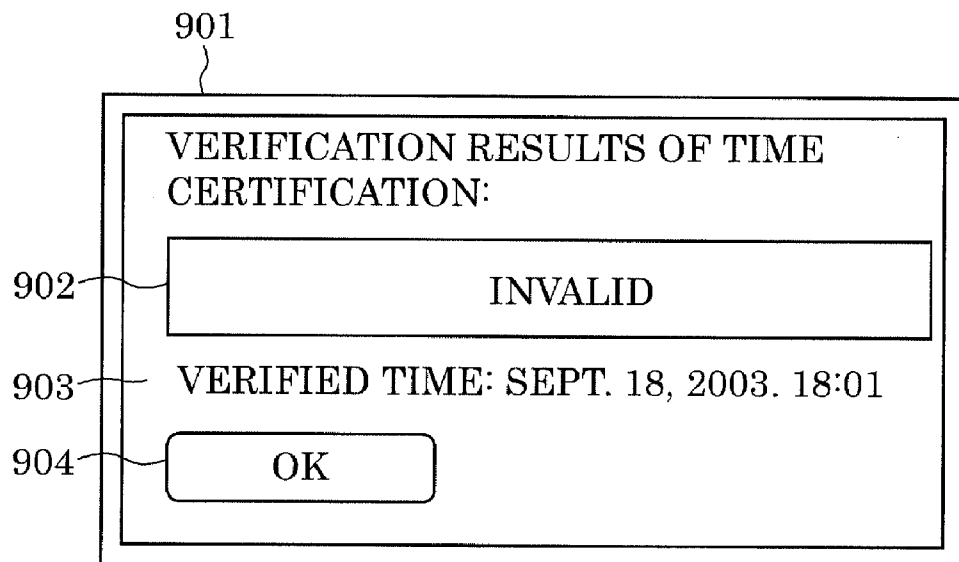 901
VERIFICATION RESULTS OF TIME
CERTIFICATION:
902
INVALID
903
VERIFIED TIME: SEPT. 18, 2003. 18:01
904
OK